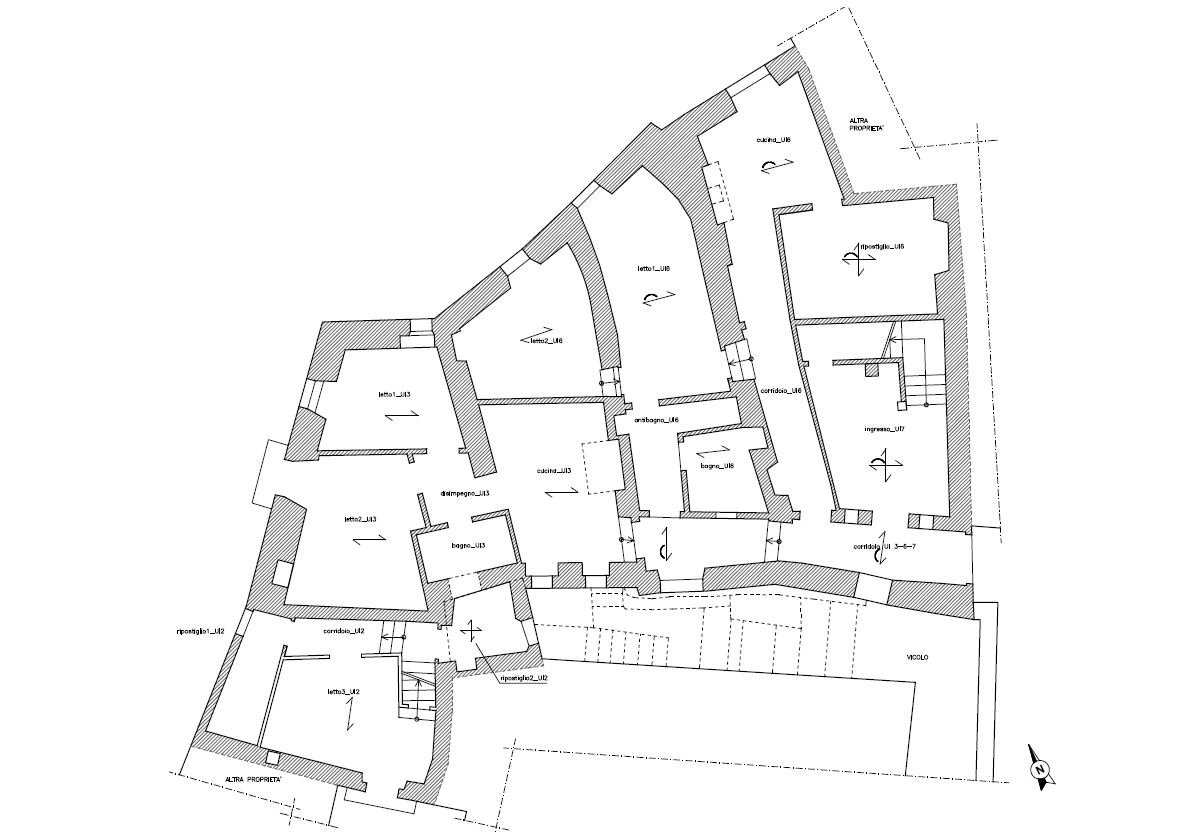 ALTRA
PROPRIETA'
cucina_UI6
ripostiglio_UI6
letto1_UI6
letto2_UI6
letto1_UI3
corridoio_UI6
antibagno_UI6
ingresso_UI7
bagno_UI6
cucina_UI3
disimpegno_UI3
letto2_UI3
bagno_UI3
corridoio_UI 3-6-7
ripostiglio1_UI2
corridoio_UI2
VICOLO
ripostiglio2_UI2
letto3_UI2
ALTRA PROPRIETA'
N